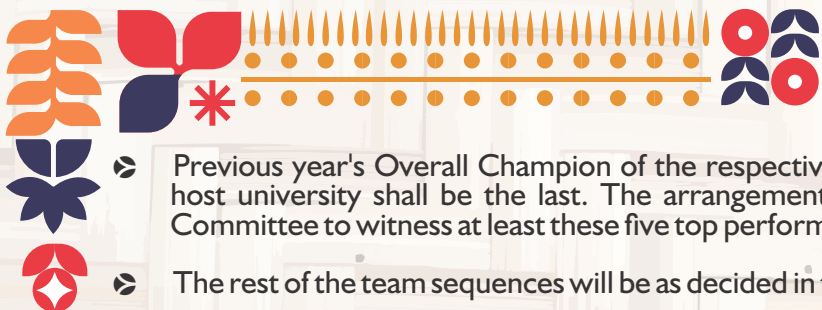 Previous year's Overall Champion of the respectiv
host university shall be the last. The arrangement
Committee to witness at least these five top perform
The rest of the team sequences will be as decided in